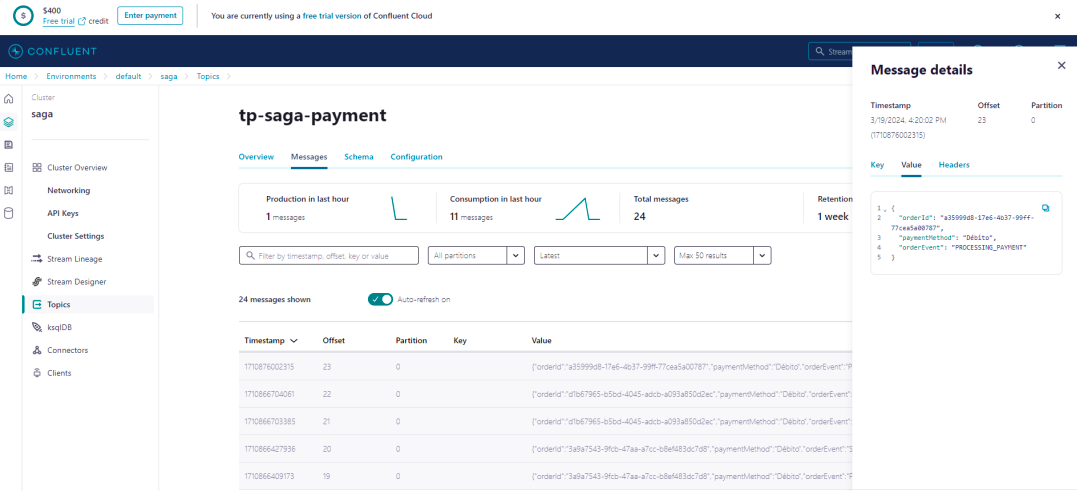 $400
Free trial credit
Enter payment
You are currently using a free trial version of Confluent Cloud
CONFLUENT
Stream
Home > Environments > default > saga > Topics >
Cluster
saga
Cluster Overview
Networking
API Keys
Cluster Settings
Stream Lineage
Stream Designer
Topics
ksqlDB
Connectors
Clients
tp-saga-payment
Overview Messages Schema Configuration
Production in last hour
1 messages
Consumption in last hour
11 messages
Total messages
24
Retention
1 week
Filter by timestamp, offset, key or value
All partitions
Latest
Max 50 results
24 messages shown
Auto-refresh on
Timestamp Offset Partition Key Value
1710876002315 23 0 {"orderId":"a35999d8-17e6-4b37-99ff-77cea5a00787","paymentMethod":"Débito","orderEvent":"P
1710866704061 22 0 {"orderId":"d1b67965-b5bd-4045-adcb-a093a850d2ec","paymentMethod":"Débito","orderEvent":
1710866703385 21 0 {"orderId":"d1b67965-b5bd-4045-adcb-a093a850d2ec","paymentMethod":"Débito","orderEvent":
1710866427936 20 0 {"orderId":"3a9a7543-9fcb-47aa-a7cc-b8ef483dc7d8","paymentMethod":"Débito","orderEvent":"S
1710866409173 19 0 {"orderId":"3a9a7543-9fcb-47aa-a7cc-b8ef483dc7d8","paymentMethod":"Débito","orderEvent":
Message details
Timestamp Offset Partition
3/19/2024, 4:20:02 PM 23 0
(1710876002315)
Key Value Headers
1 {
2 "orderId": "a35999d8-17e6-4b37-99ff-
77cea5a00787",
3 "paymentMethod": "Débito",
4 "orderEvent": "PROCESSING_PAYMENT"
5 }